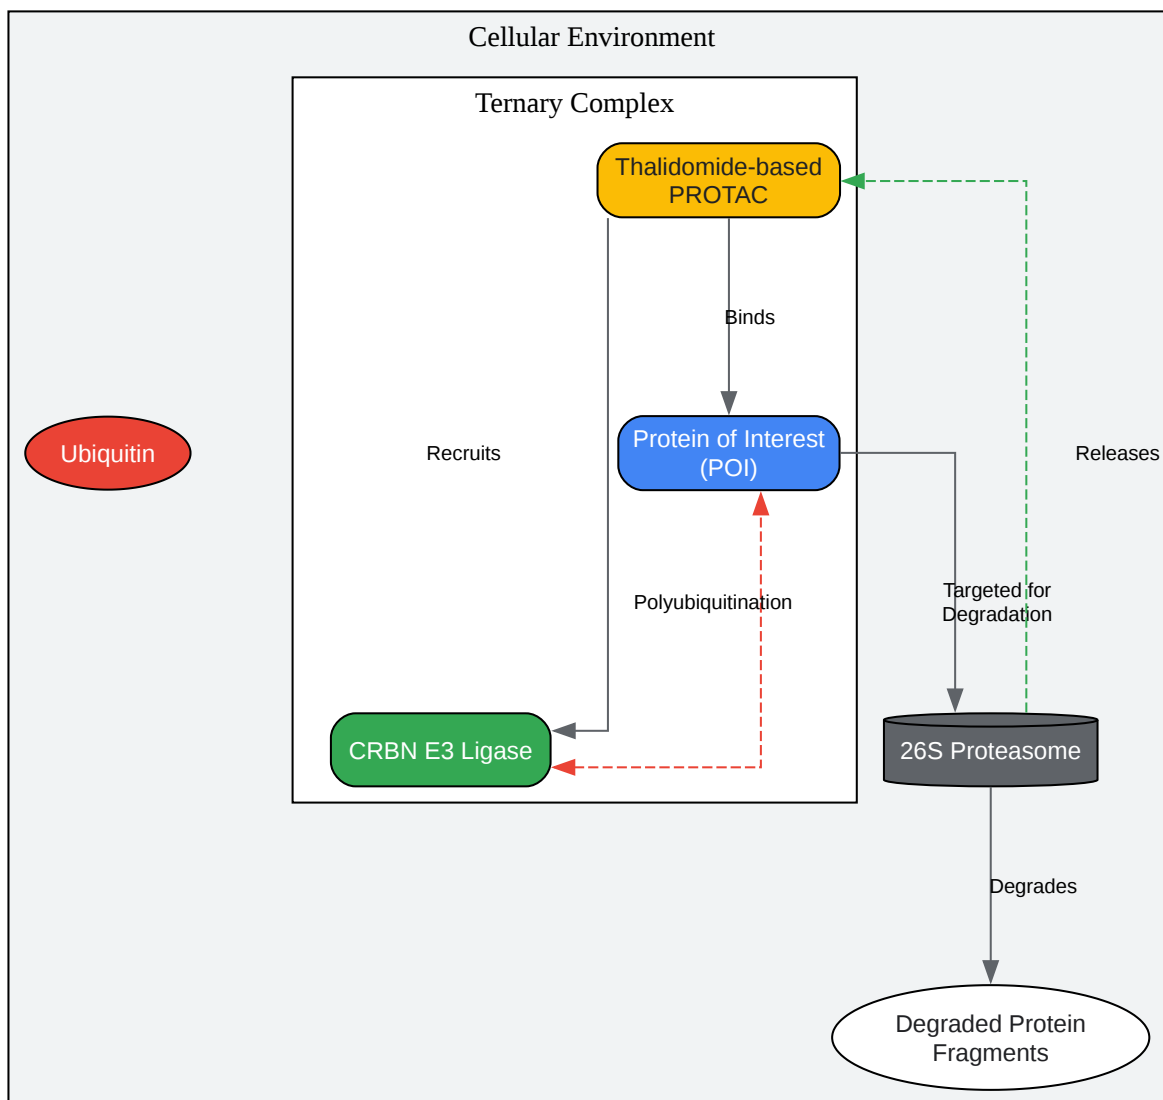 Cellular Environment
Ternary Complex
Thalidomide-based
PROTAC
Binds
Ubiquitin
Recruits
Protein of Interest
(POI)
Releases
Polyubiquitination
Targeted for
Degradation
CRBN E3 Ligase
26S Proteasome
Degrades
Degraded Protein
Fragments